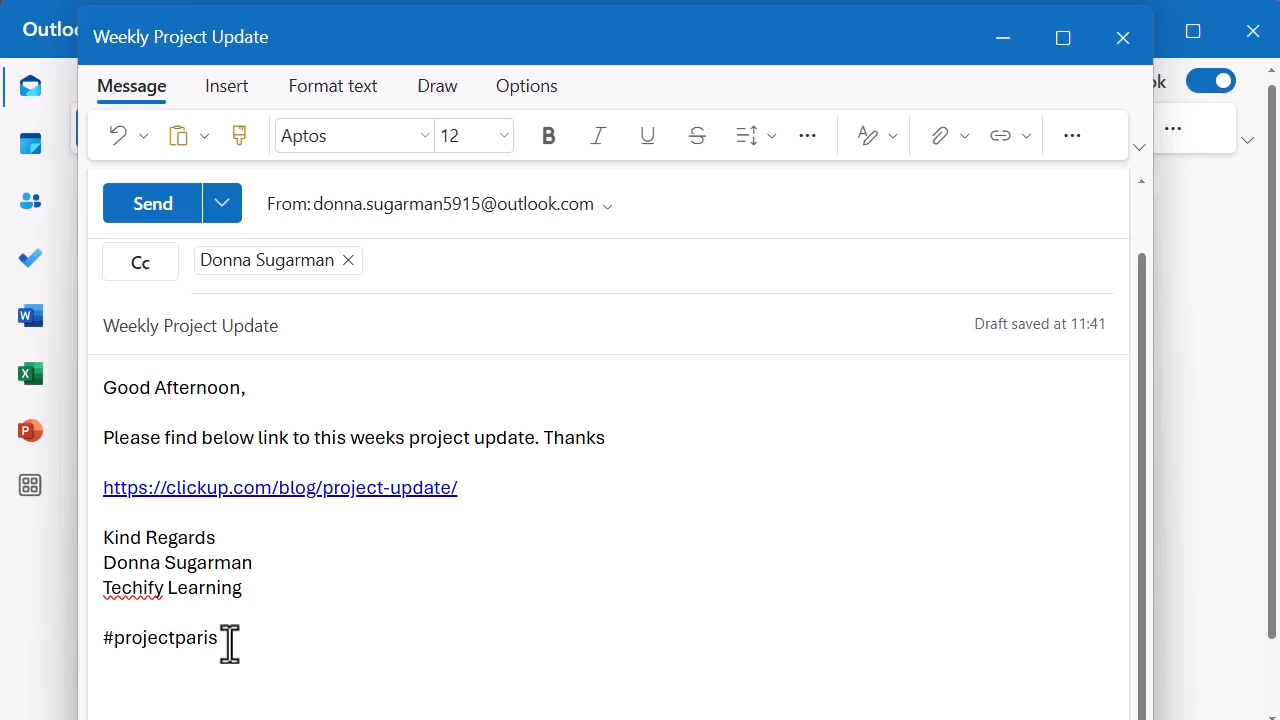 Outloo
Weekly Project Update
Message Insert Format text Draw Options
ok
Aptos 12 B I U S
Send From: donna.sugarman5915@outlook.com
Cc Donna Sugarman
Weekly Project Update Draft saved at 11:41
Good Afternoon,
Please find below link to this weeks project update. Thanks
https://clickup.com/blog/project-update/
Kind Regards
Donna Sugarman
Techify Learning
#projectparis